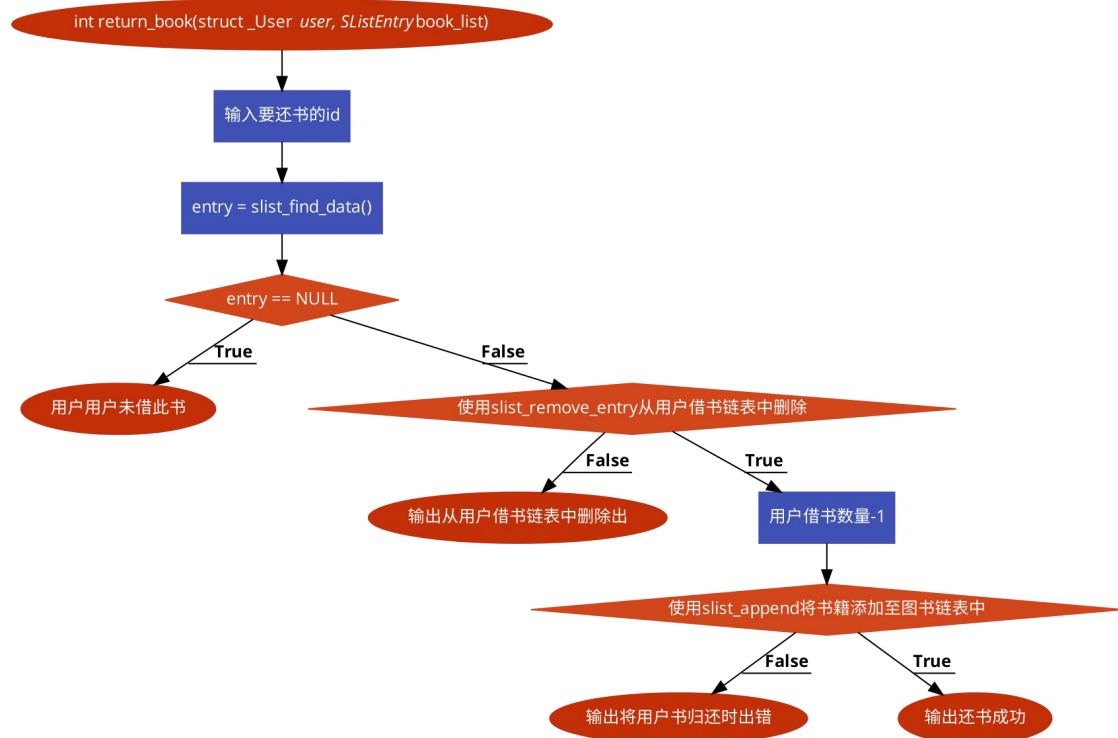 int return_book(struct _User user, SListEntry book_list)
输入要还书的id
entry = slist_find_data()
entry == NULL
True
False
用户用户未借此书
使用slist_remove_entry从用户借书链表中删除
False
True
输出从用户借书链表中删除出
用户借书数量-1
使用slist_append将书籍添加至图书链表中
False
True
输出将用户书归还时出错
输出还书成功